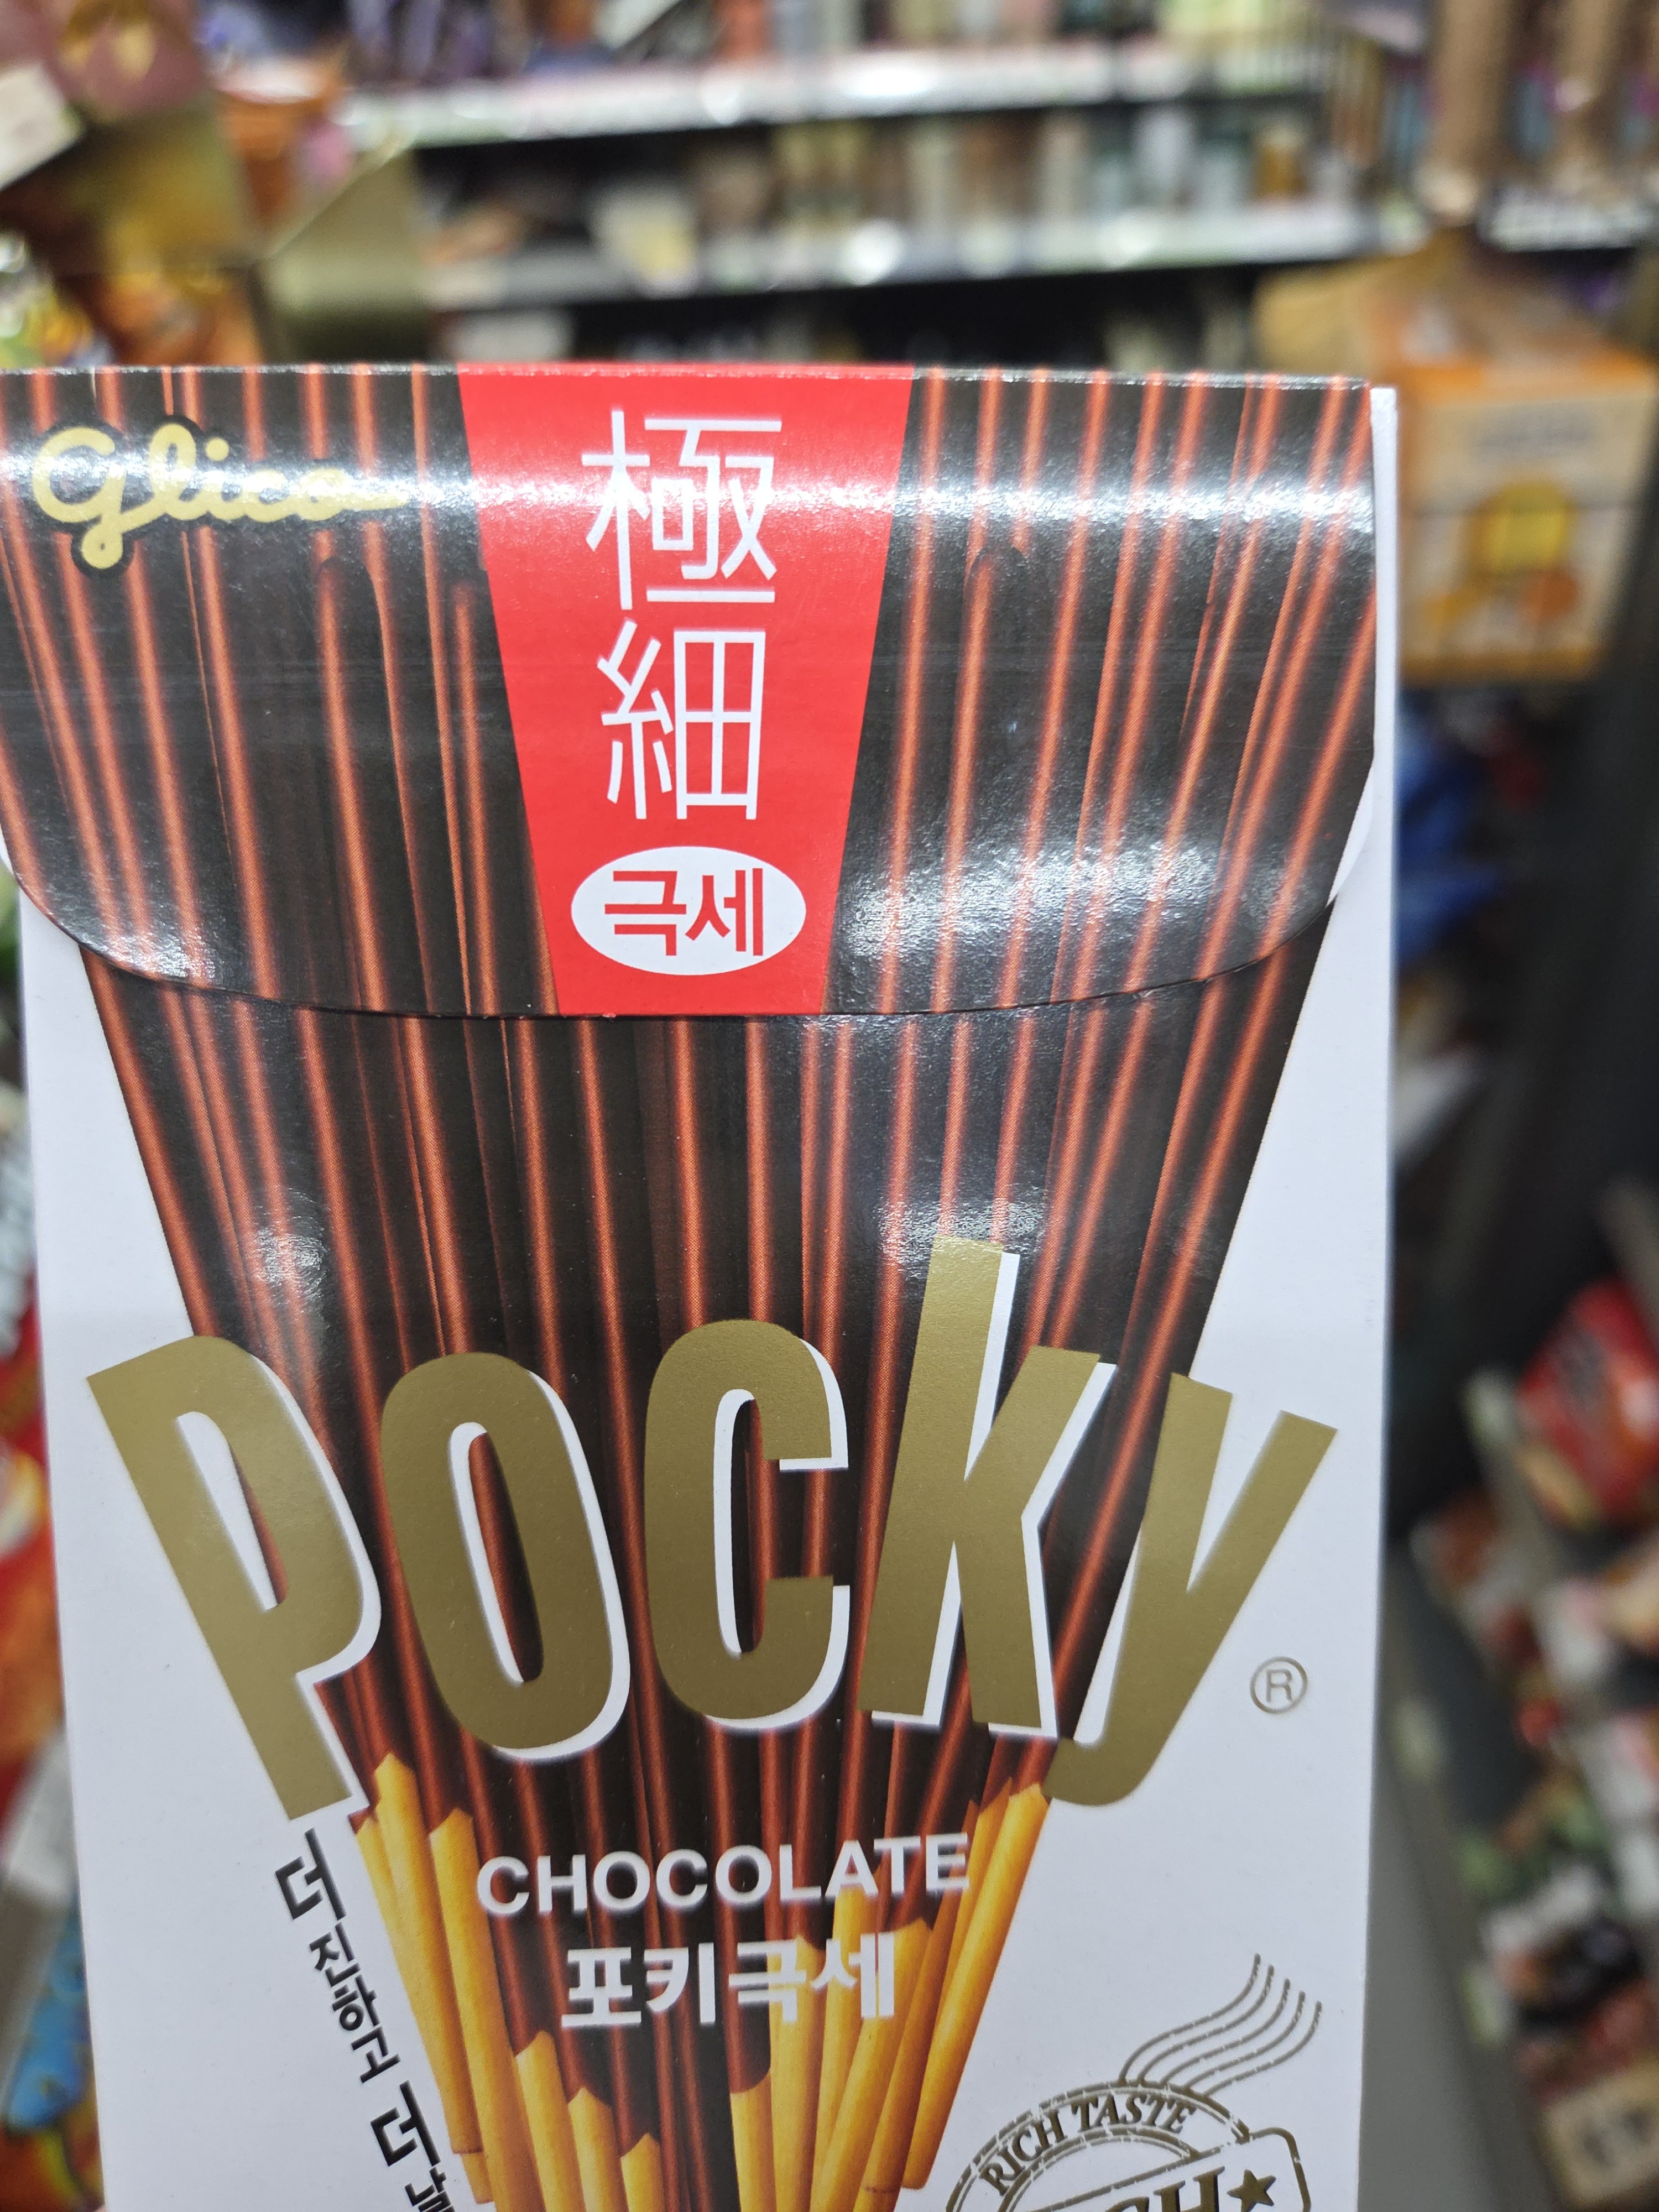 Glico
極細
극세
POCKY
®
CHOCOLATE
포키극세
더 진하고 더
RICH TASTE